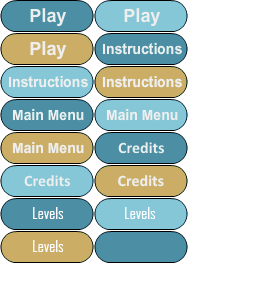 Play Play
Play Instructions
Instructions Instructions
Main Menu Main Menu
Main Menu Credits
Credits Credits
Levels Levels
Levels